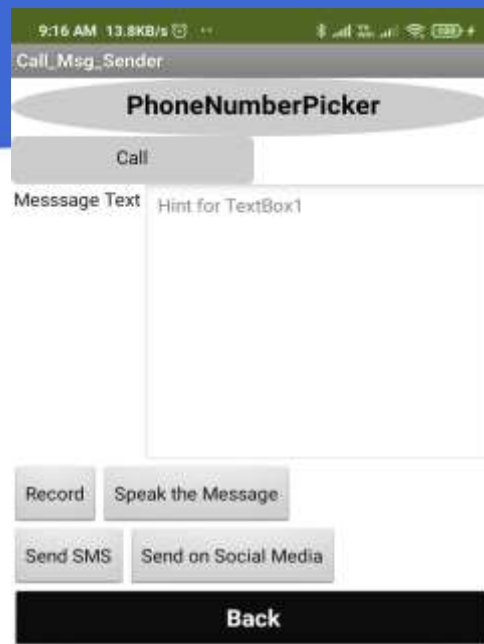 9:16 AM 13.8KB/s
Call_Msg_Sender
PhoneNumberPicker
Call
Messsage Text Hint for TextBox1
Record Speak the Message
Send SMS Send on Social Media
Back